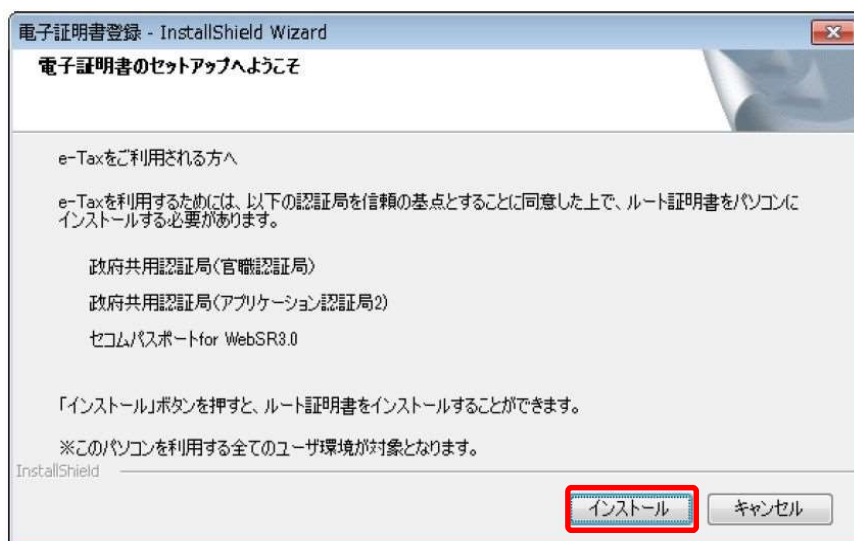 電子証明書登録 - InstallShield Wizard
電子証明書のセットアップへようこそ
e-Taxをご利用される方へ
e-Taxを利用するためには、以下の認証局を信頼の基点とすることに同意した上で、ルート証明書をパソコンに
インストールする必要があります。
政府共用認証局(官職認証局)
政府共用認証局(アプリケーション認証局2)
セコムパスポートfor WebSR3.0
「インストール」ボタンを押すと、ルート証明書をインストールすることができます。
※このパソコンを利用する全てのユーザ環境が対象となります。
InstallShield
インストール
キャンセル